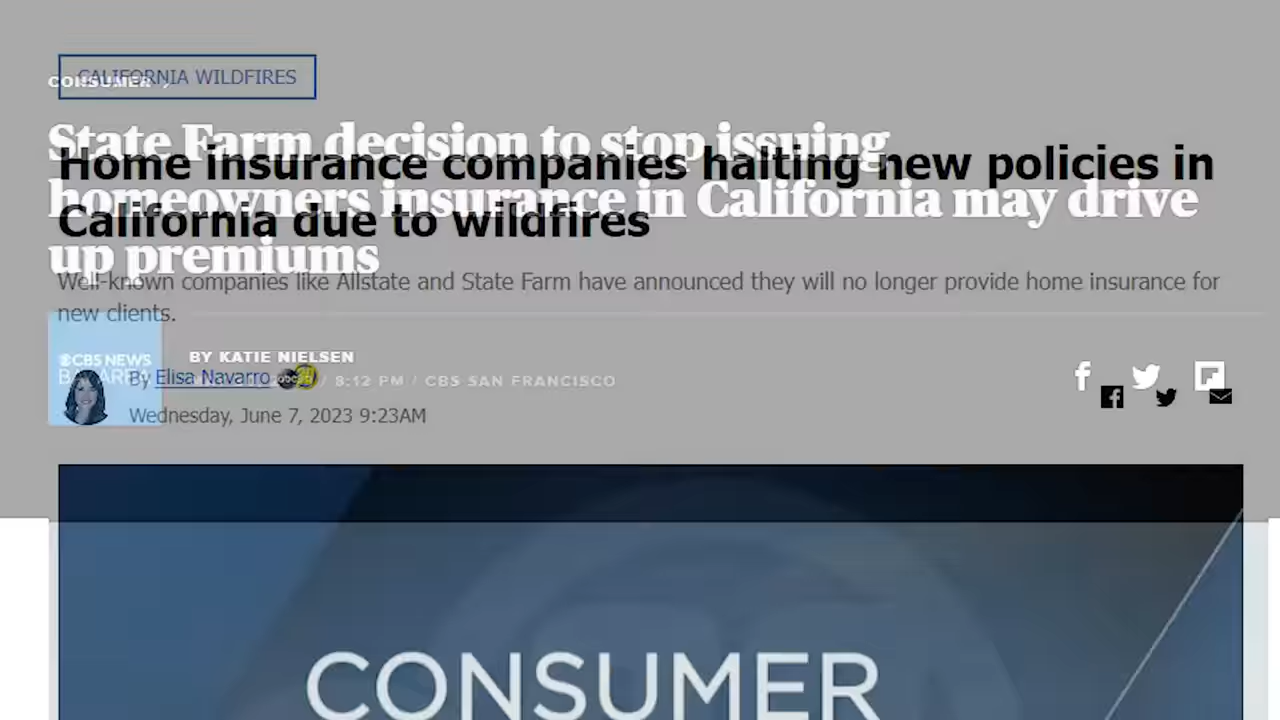 CALIFORNIA WILDFIRES
CONSUMER ›
State Farm decision to stop issuing
homeowners insurance in California may drive
up premiums
Home insurance companies halting new policies in
California due to wildfires
Well-known companies like Allstate and State Farm have announced they will no longer provide home insurance for
new clients.
CBS NEWS
BAY AREA
BY KATIE NIELSEN
/ 8:12 PM / CBS SAN FRANCISCO
By Elisa Navarro
Wednesday, June 7, 2023 9:23AM
CONSUMER